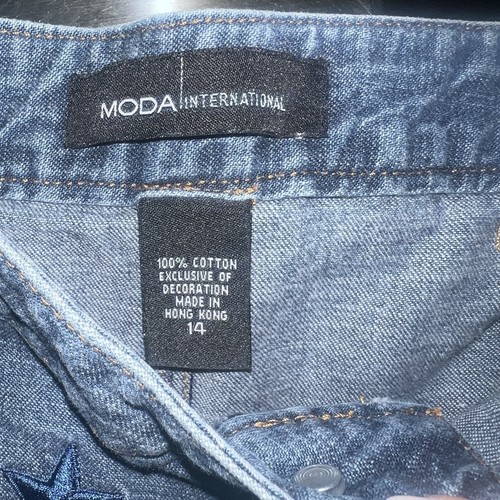 MODA INTERNATIONAL
100% COTTON
EXCLUSIVE OF
DECORATION
MADE IN
HONG KONG
14